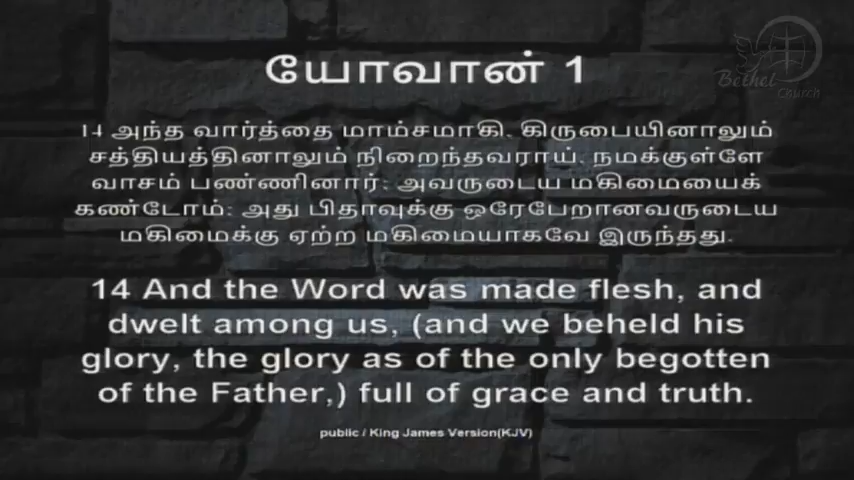 Bethel
Church
யோவான் 1
14 அந்த வார்த்தை மாம்சமாகி, கிருபையினாலும்
சத்தியத்தினாலும் நிறைந்தவராய், நமக்குள்ளே
வாசம் பண்ணினார்; அவருடைய மகிமையைக்
கண்டோம்; அது பிதாவுக்கு ஒரேபேறானவருடைய
மகிமைக்கு ஏற்ற மகிமையாகவே இருந்தது.
14 And the Word was made flesh, and
dwelt among us, (and we beheld his
glory, the glory as of the only begotten
of the Father,) full of grace and truth.
public / King James Version(KJV)